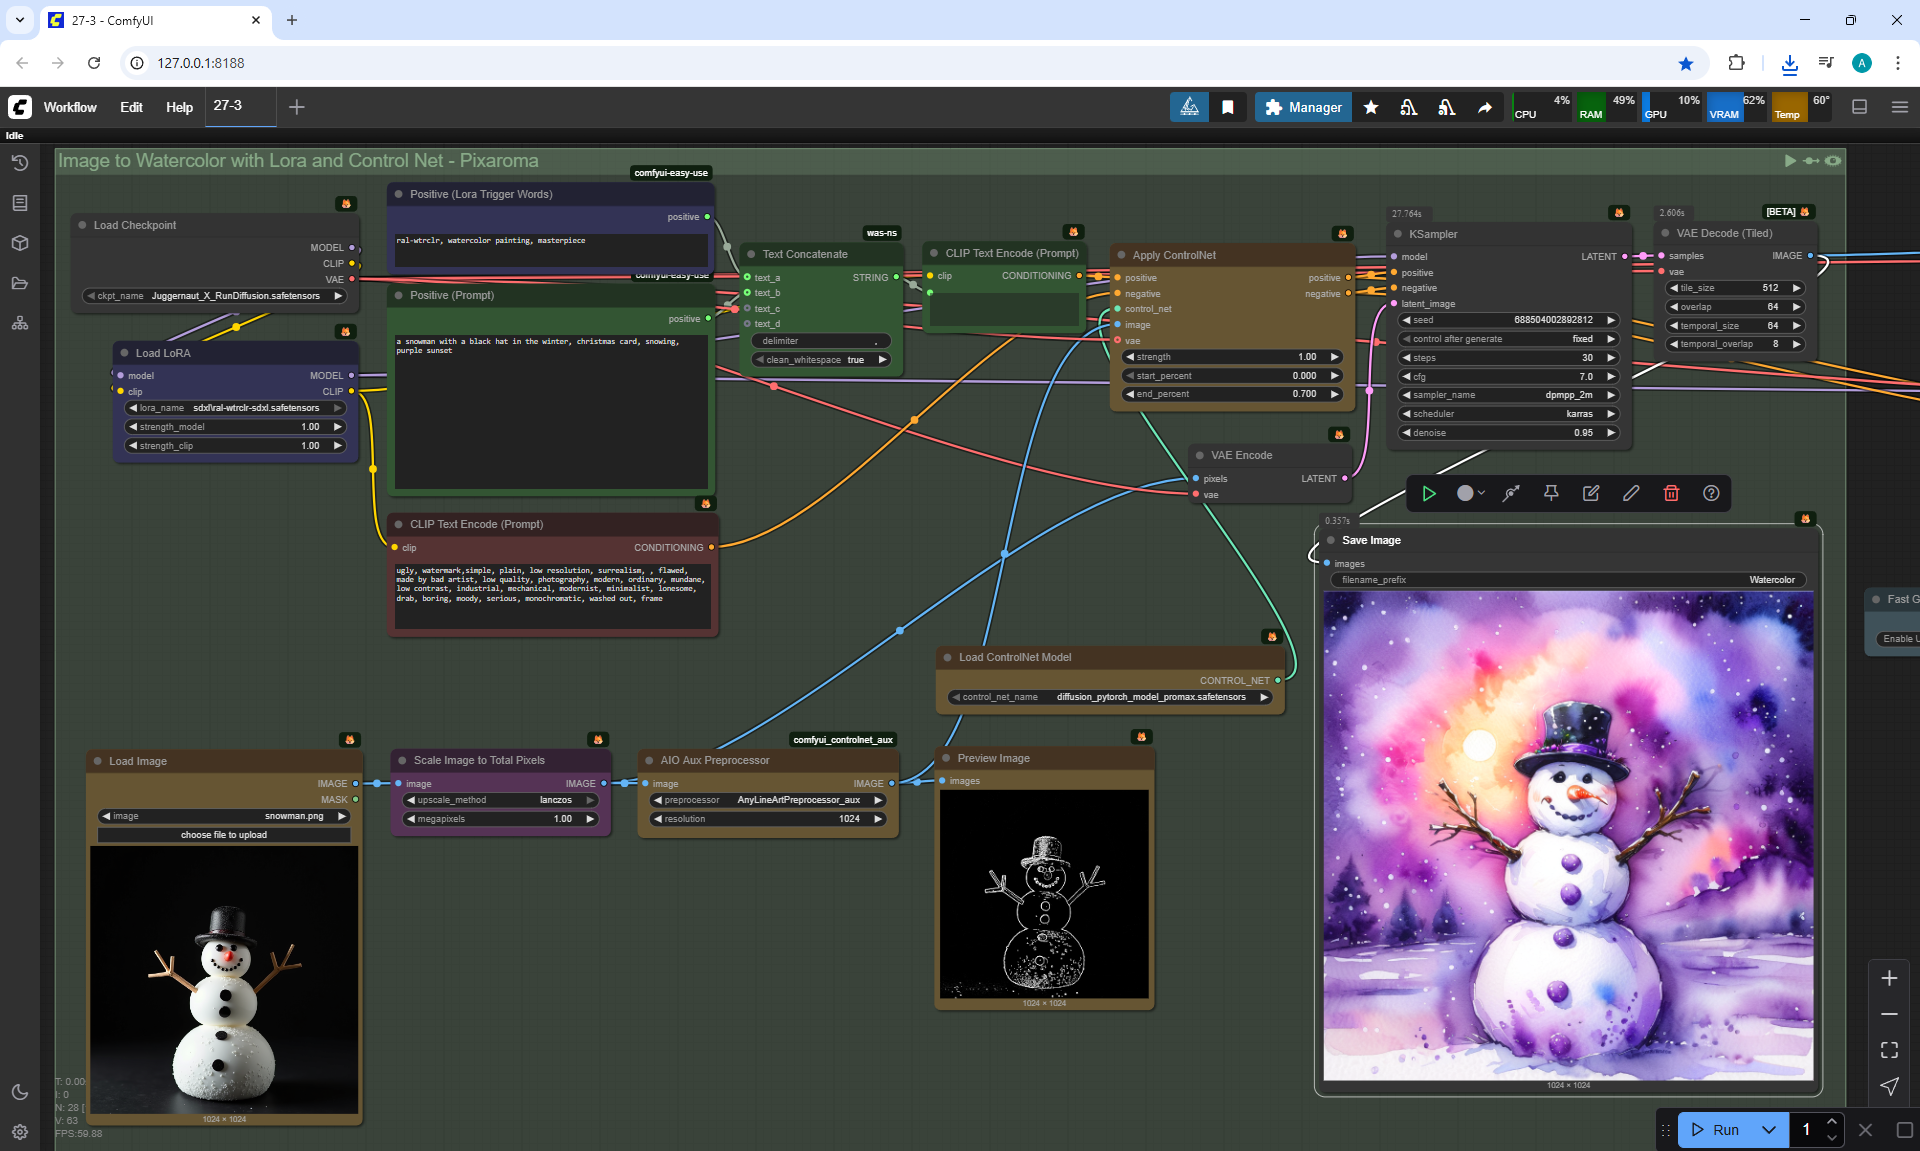 27-3 - ComfyUI
127.0.0.1:8188
A
Workflow Edit Help 27-3
Manager
CPU 4% RAM 49% GPU 10% VRAM 62% Temp 60°
Idle
Image to Watercolor with Lora and Control Net - Pixaroma
Load Checkpoint
MODEL
CLIP
VAE
ckpt_name Juggernaut_X_RunDiffusion.safetensors
Load LoRA
model MODEL
clip CLIP
lora_name sdxl\ral-wtrclr-sdxl.safetensors
strength_model 1.00
strength_clip 1.00
comfyui-easy-use
Positive (Lora Trigger Words)
positive
ral-wtrclr, watercolor painting, masterpiece
comfyui-easy-use
Positive (Prompt)
positive
a snowman with a black hat in the winter, christmas card, snowing,
purple sunset
CLIP Text Encode (Prompt)
clip CONDITIONING
ugly, watermark,simple, plain, low resolution, surrealism, , flawed,
made by bad artist, low quality, photography, modern, ordinary, mundane,
low contrast, industrial, mechanical, modernist, minimalist, lonesome,
drab, boring, moody, serious, monochromatic, washed out, frame
was-ns
Text Concatenate
text_a STRING
text_b
text_c
text_d
delimiter ,
clean_whitespace true
CLIP Text Encode (Prompt)
clip CONDITIONING
Apply ControlNet
positive positive
negative negative
control_net
image
vae
strength 1.00
start_percent 0.000
end_percent 0.700
27.764s
KSampler
model LATENT
positive
negative
latent_image
seed 688504002892812
control after generate fixed
steps 30
cfg 7.0
sampler_name dpmpp_2m
scheduler karras
denoise 0.95
2.606s
[BETA]
VAE Decode (Tiled)
samples IMAGE
vae
tile_size 512
overlap 64
temporal_size 64
temporal_overlap 8
VAE Encode
pixels LATENT
vae
0.357s
Save Image
images
filename_prefix Watercolor
1024 × 1024
Fast G
Enable U
Load ControlNet Model
CONTROL_NET
control_net_name diffusion_pytorch_model_promax.safetensors
Load Image
IMAGE
MASK
image snowman.png
choose file to upload
1024 × 1024
Scale Image to Total Pixels
image IMAGE
upscale_method lanczos
megapixels 1.00
comfyui_controlnet_aux
AIO Aux Preprocessor
image IMAGE
preprocessor AnyLineArtPreprocessor_aux
resolution 1024
Preview Image
images
1024 × 1024
T: 0.00
I: 0
N: 28 [
V: 63
FPS:59.88
Run 1